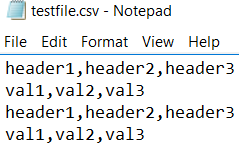 testfile.csv - Notepad
File Edit Format View Help
header1,header2,header3
val1,val2,val3
header1,header2,header3
val1,val2,val3